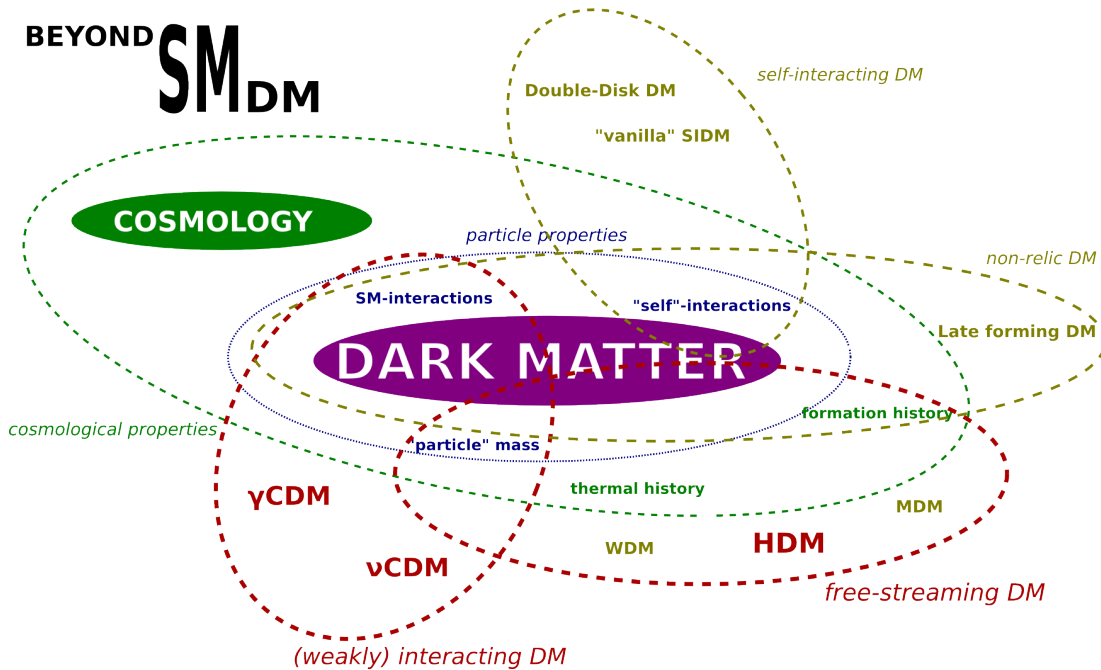 BEYOND SM DM
self-interacting DM
Double-Disk DM
"vanilla" SIDM
COSMOLOGY
particle properties
non-relic DM
SM-interactions
"self"-interactions
Late forming DM
DARK MATTER
formation history
cosmological properties
"particle" mass
thermal history
γCDM
MDM
HDM
WDM
νCDM
free-streaming DM
(weakly) interacting DM